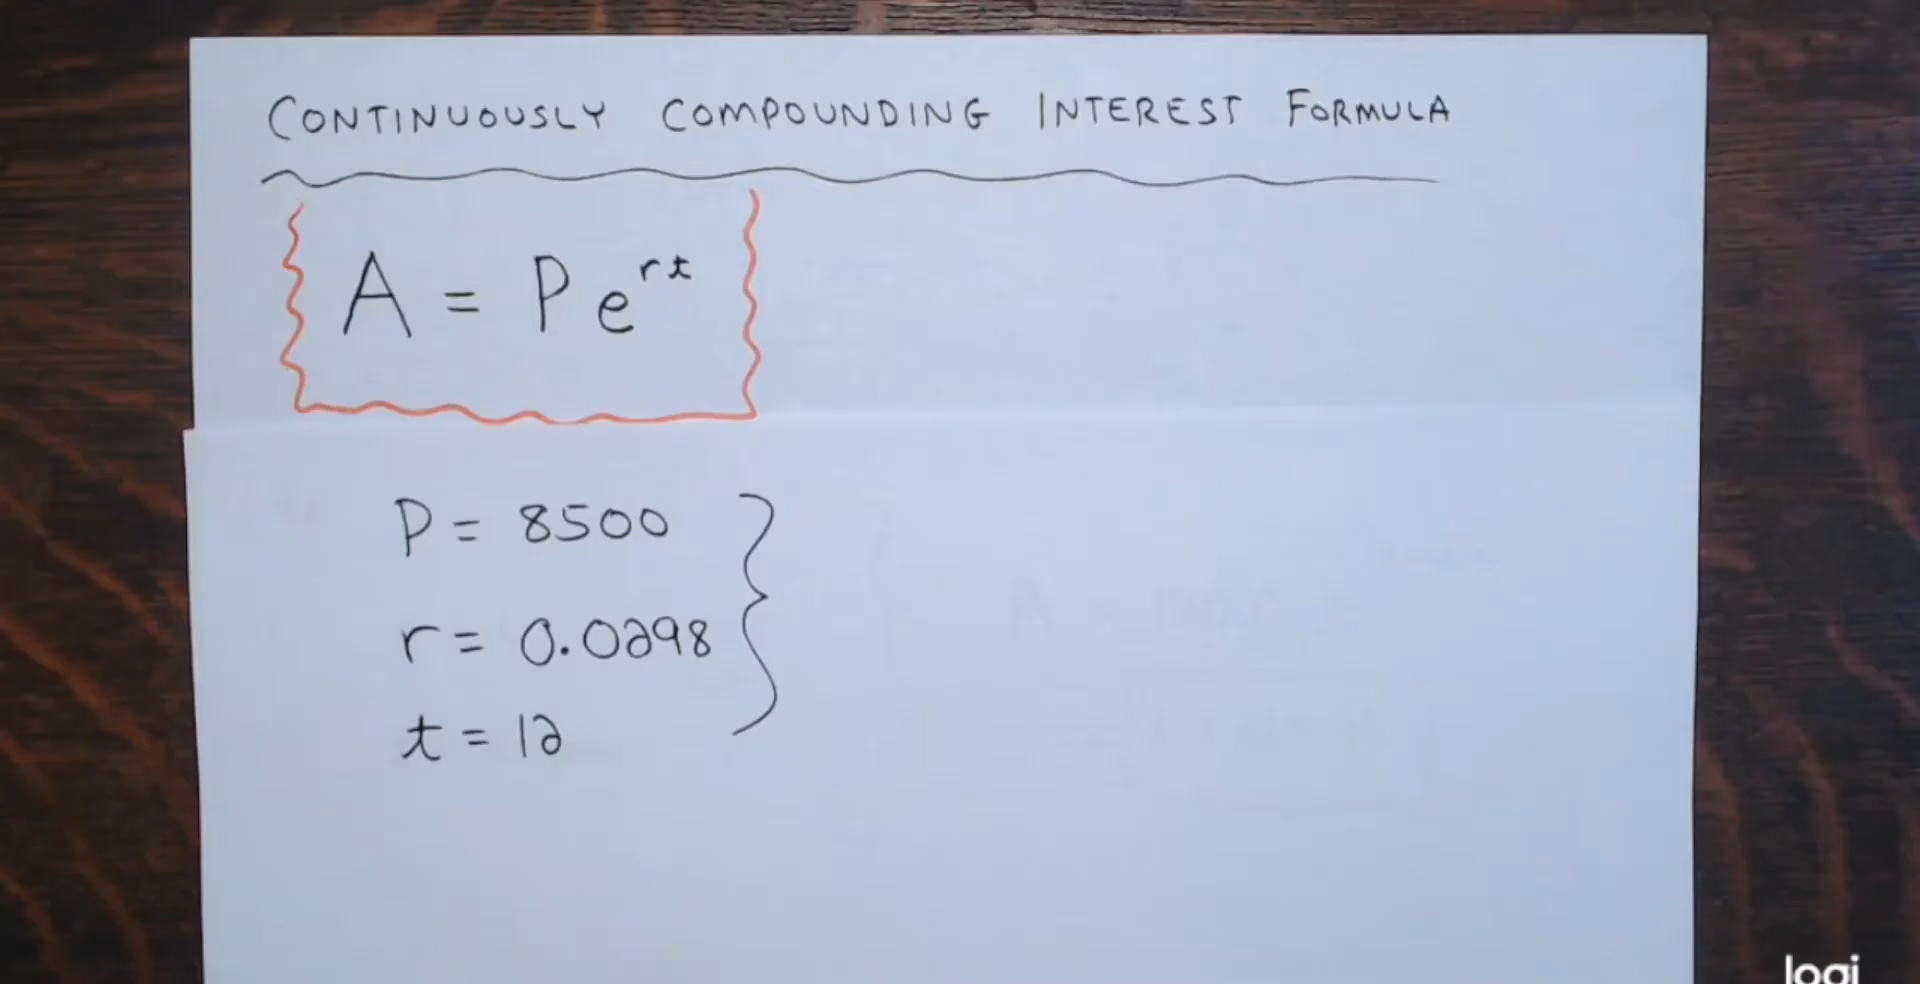 CONTINUOUSLY COMPOUNDING INTEREST FORMULA
A = Pe^rt
P = 8500
r = 0.0298
t = 12
logi